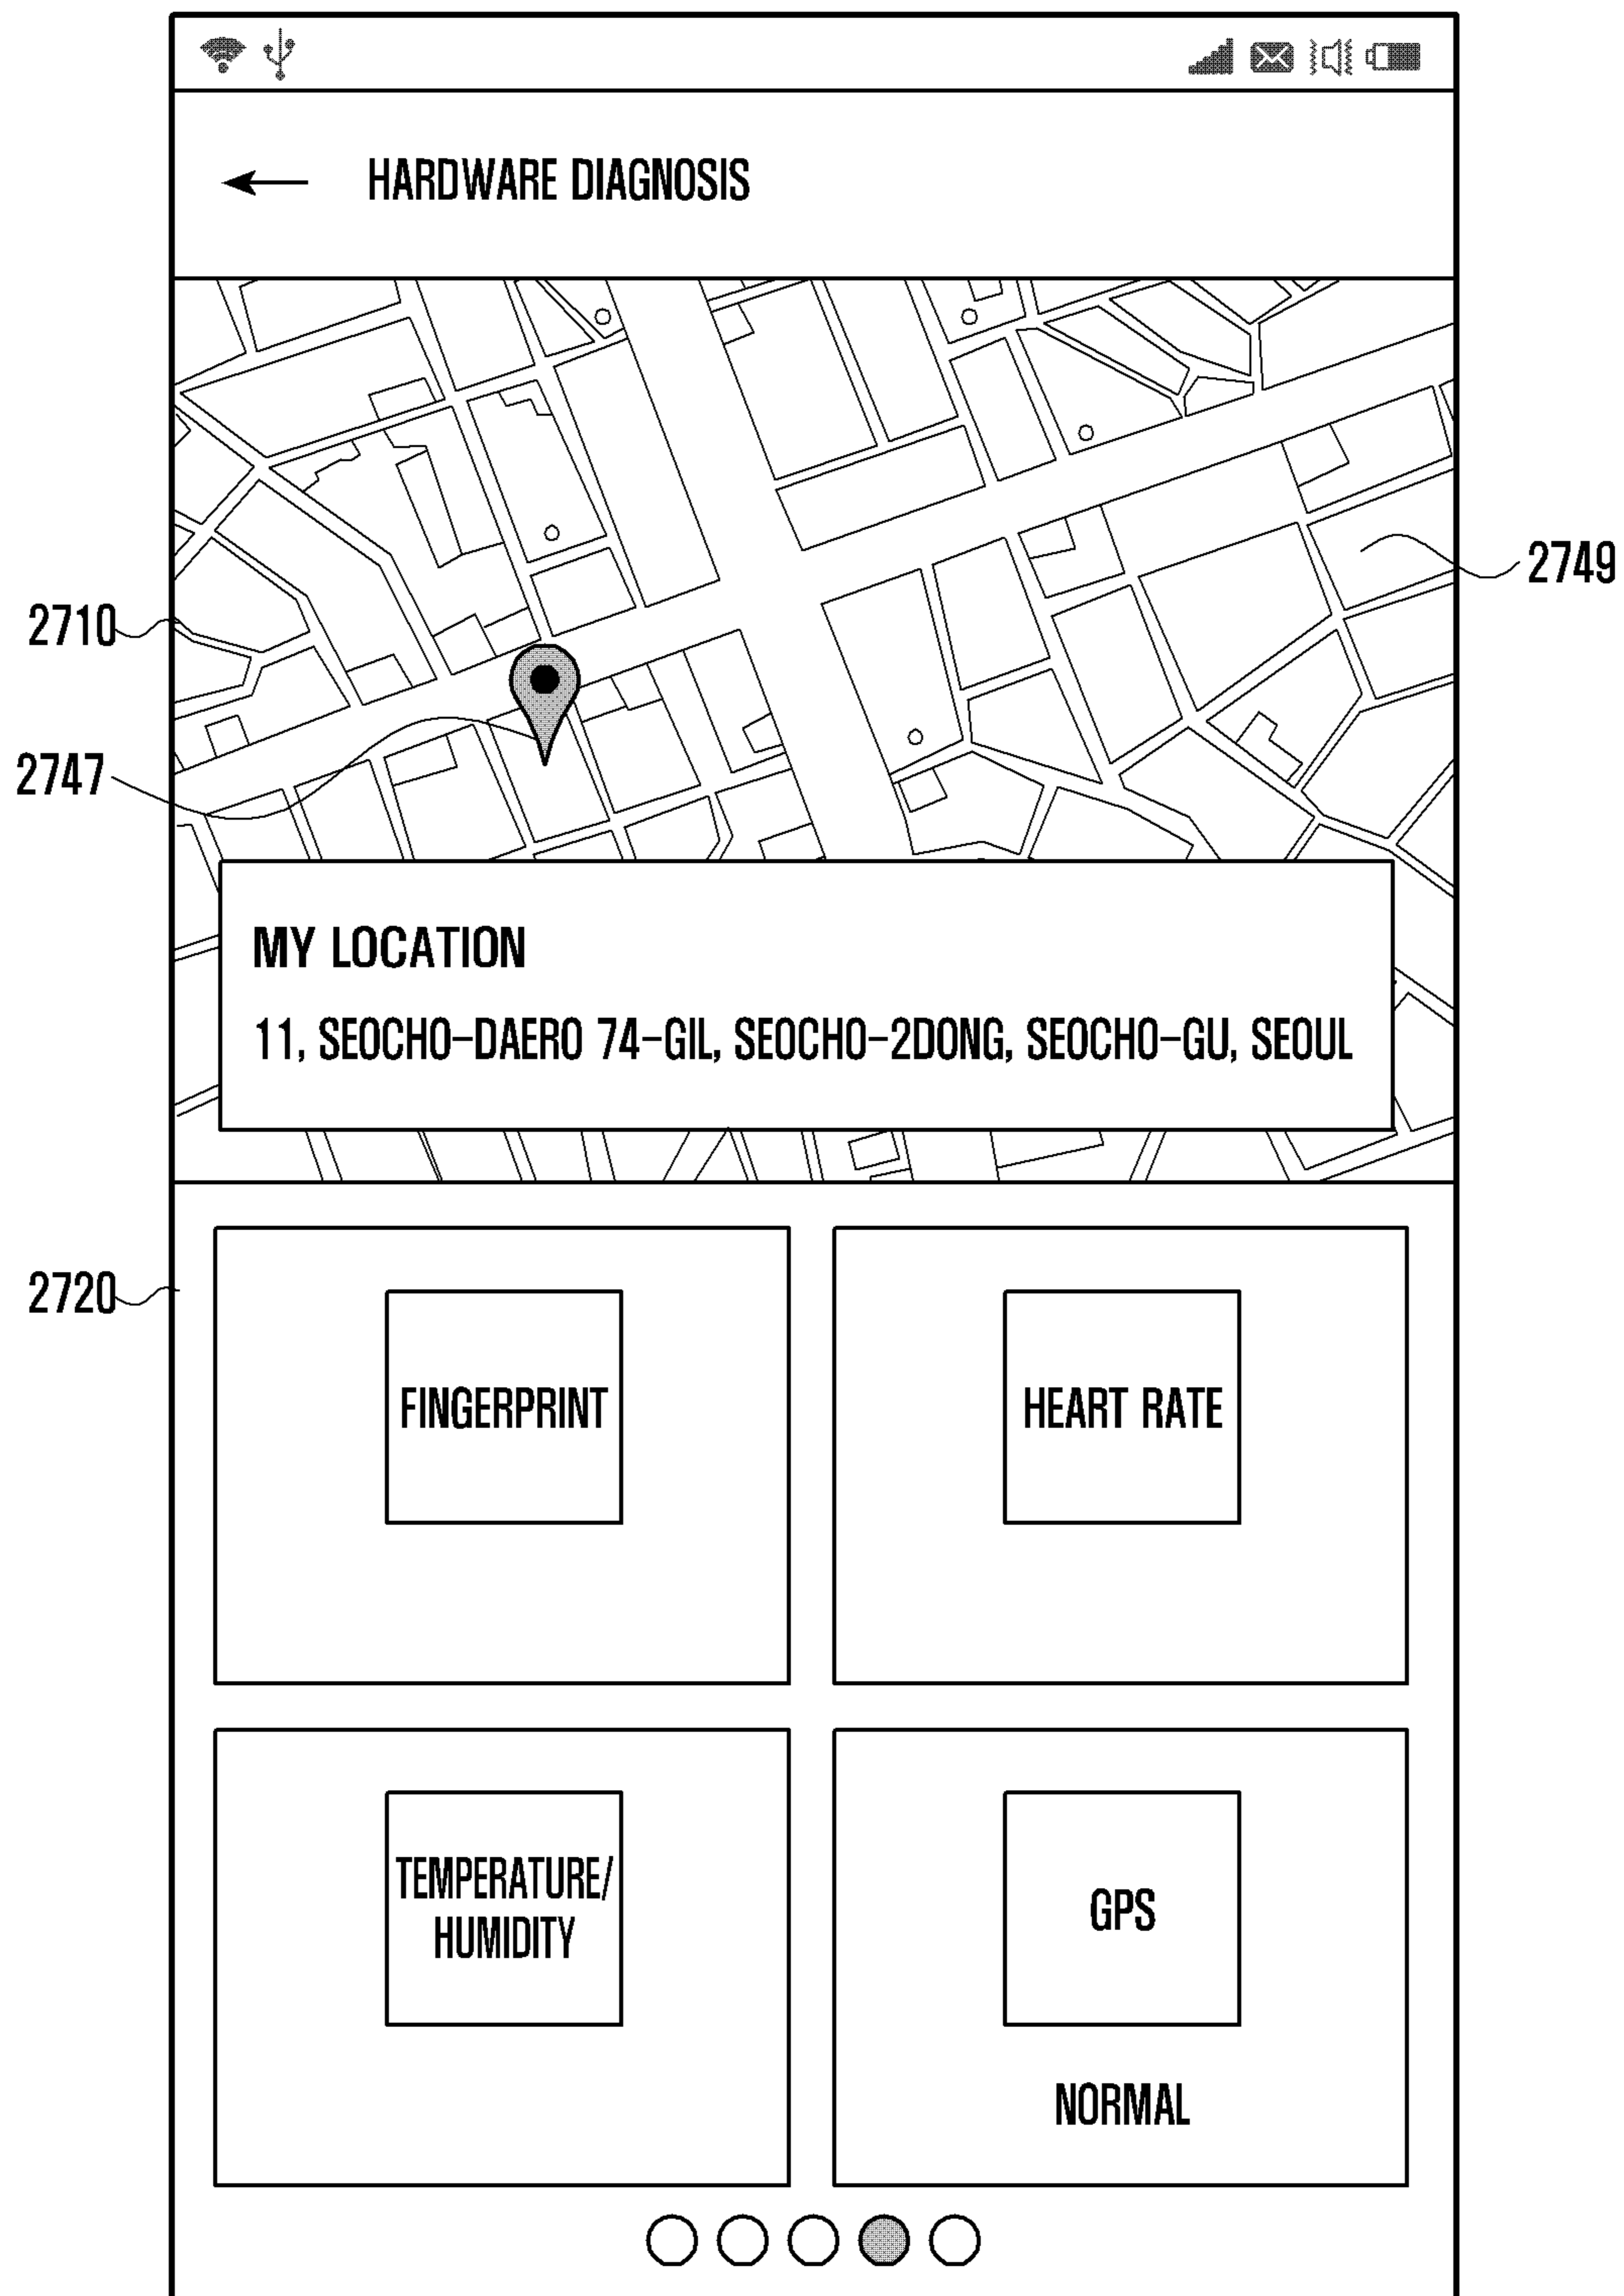 HARDWARE DIAGNOSIS
2749
2710
2747
MY LOCATION
11, SEOCHO-DAERO 74-GIL, SEOCHO-2DONG, SEOCHO-GU, SEOUL
2720
FINGERPRINT
HEART RATE
TEMPERATURE/
HUMIDITY
GPS
NORMAL